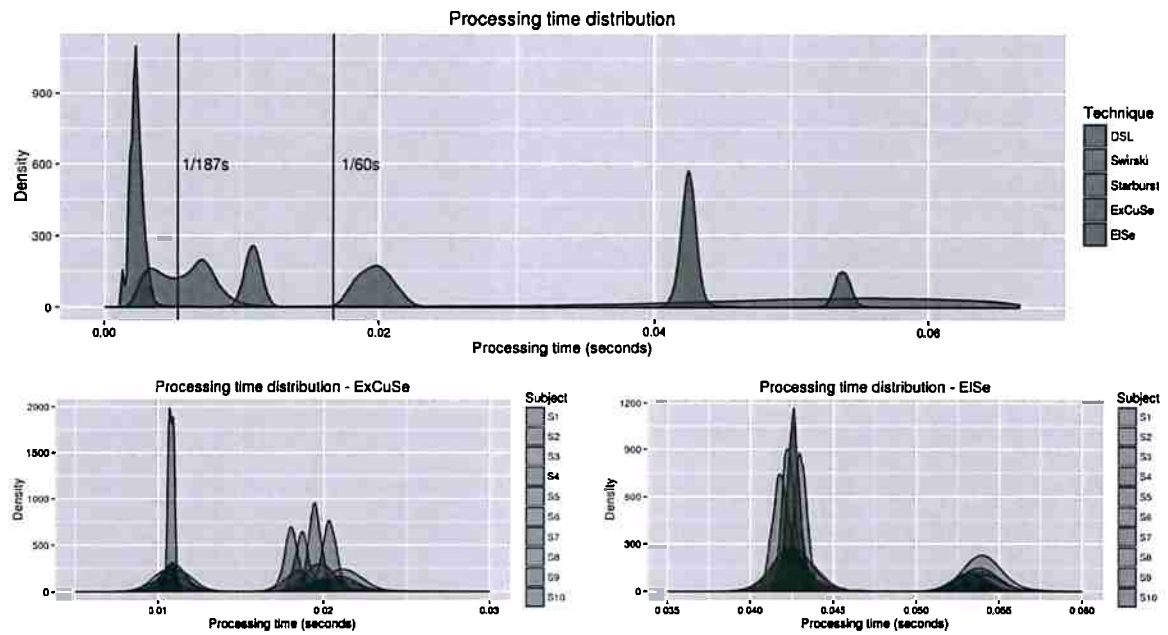 Processing time distribution
900
600
300
0
Density
1/187s
1/60s
0.00
0.02
0.04
0.06
Processing time (seconds)
Technique
DSL
Swirski
Starburst
ExCuSe
ElSe
Processing time distribution - ExCuSe
2000
1500
1000
500
0
Density
0.01
0.02
0.03
Processing time (seconds)
Subject
S1
S2
S3
S4
S5
S6
S7
S8
S9
S10
Processing time distribution - ElSe
1200
900
600
300
0
Density
0.035
0.040
0.045
0.050
0.055
0.060
Processing time (seconds)
Subject
S1
S2
S3
S4
S5
S6
S7
S8
S9
S10